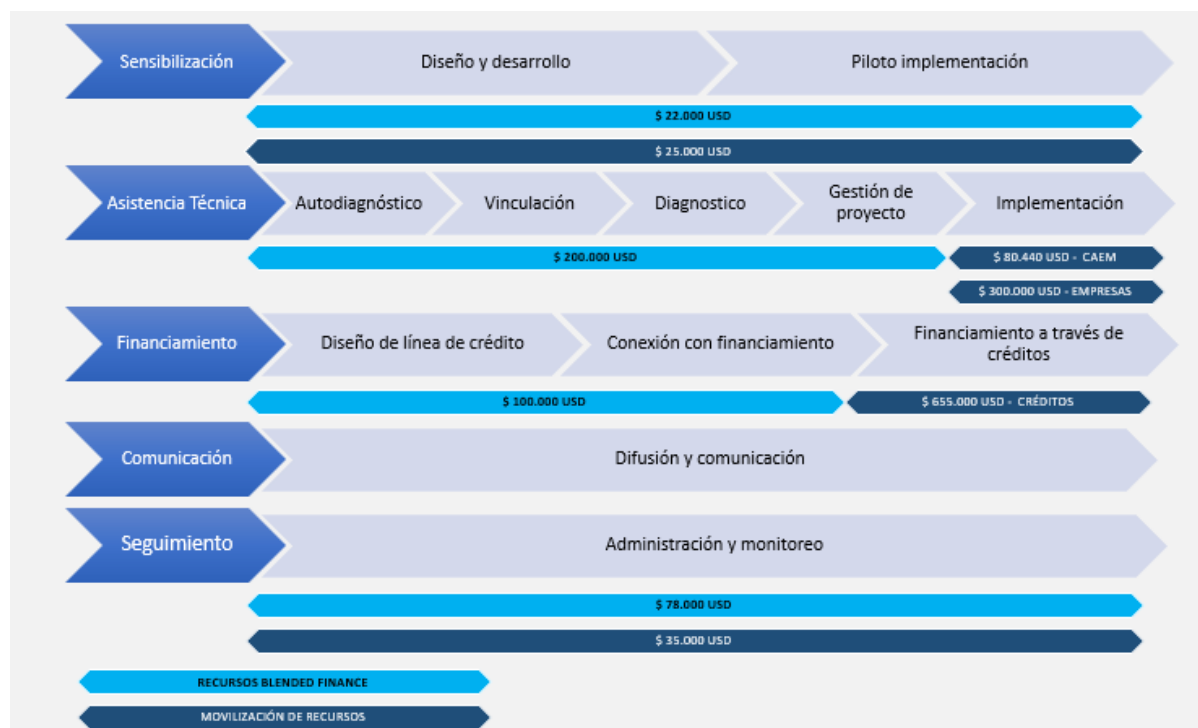 Sensibilización
Diseño y desarrollo
Piloto implementación
$ 22.000 USD
$ 25.000 USD
Asistencia Técnica
Autodiagnóstico
Vinculación
Diagnostico
Gestión de
proyecto
Implementación
$ 200.000 USD
$ 80.440 USD - CAEM
$ 300.000 USD - EMPRESAS
Financiamiento
Diseño de línea de crédito
Conexión con financiamiento
Financiamiento a través de
créditos
$ 100.000 USD
$ 655.000 USD - CRÉDITOS
Comunicación
Difusión y comunicación
Seguimiento
Administración y monitoreo
$ 78.000 USD
$ 35.000 USD
RECURSOS BLENDED FINANCE
MOVILIZACIÓN DE RECURSOS